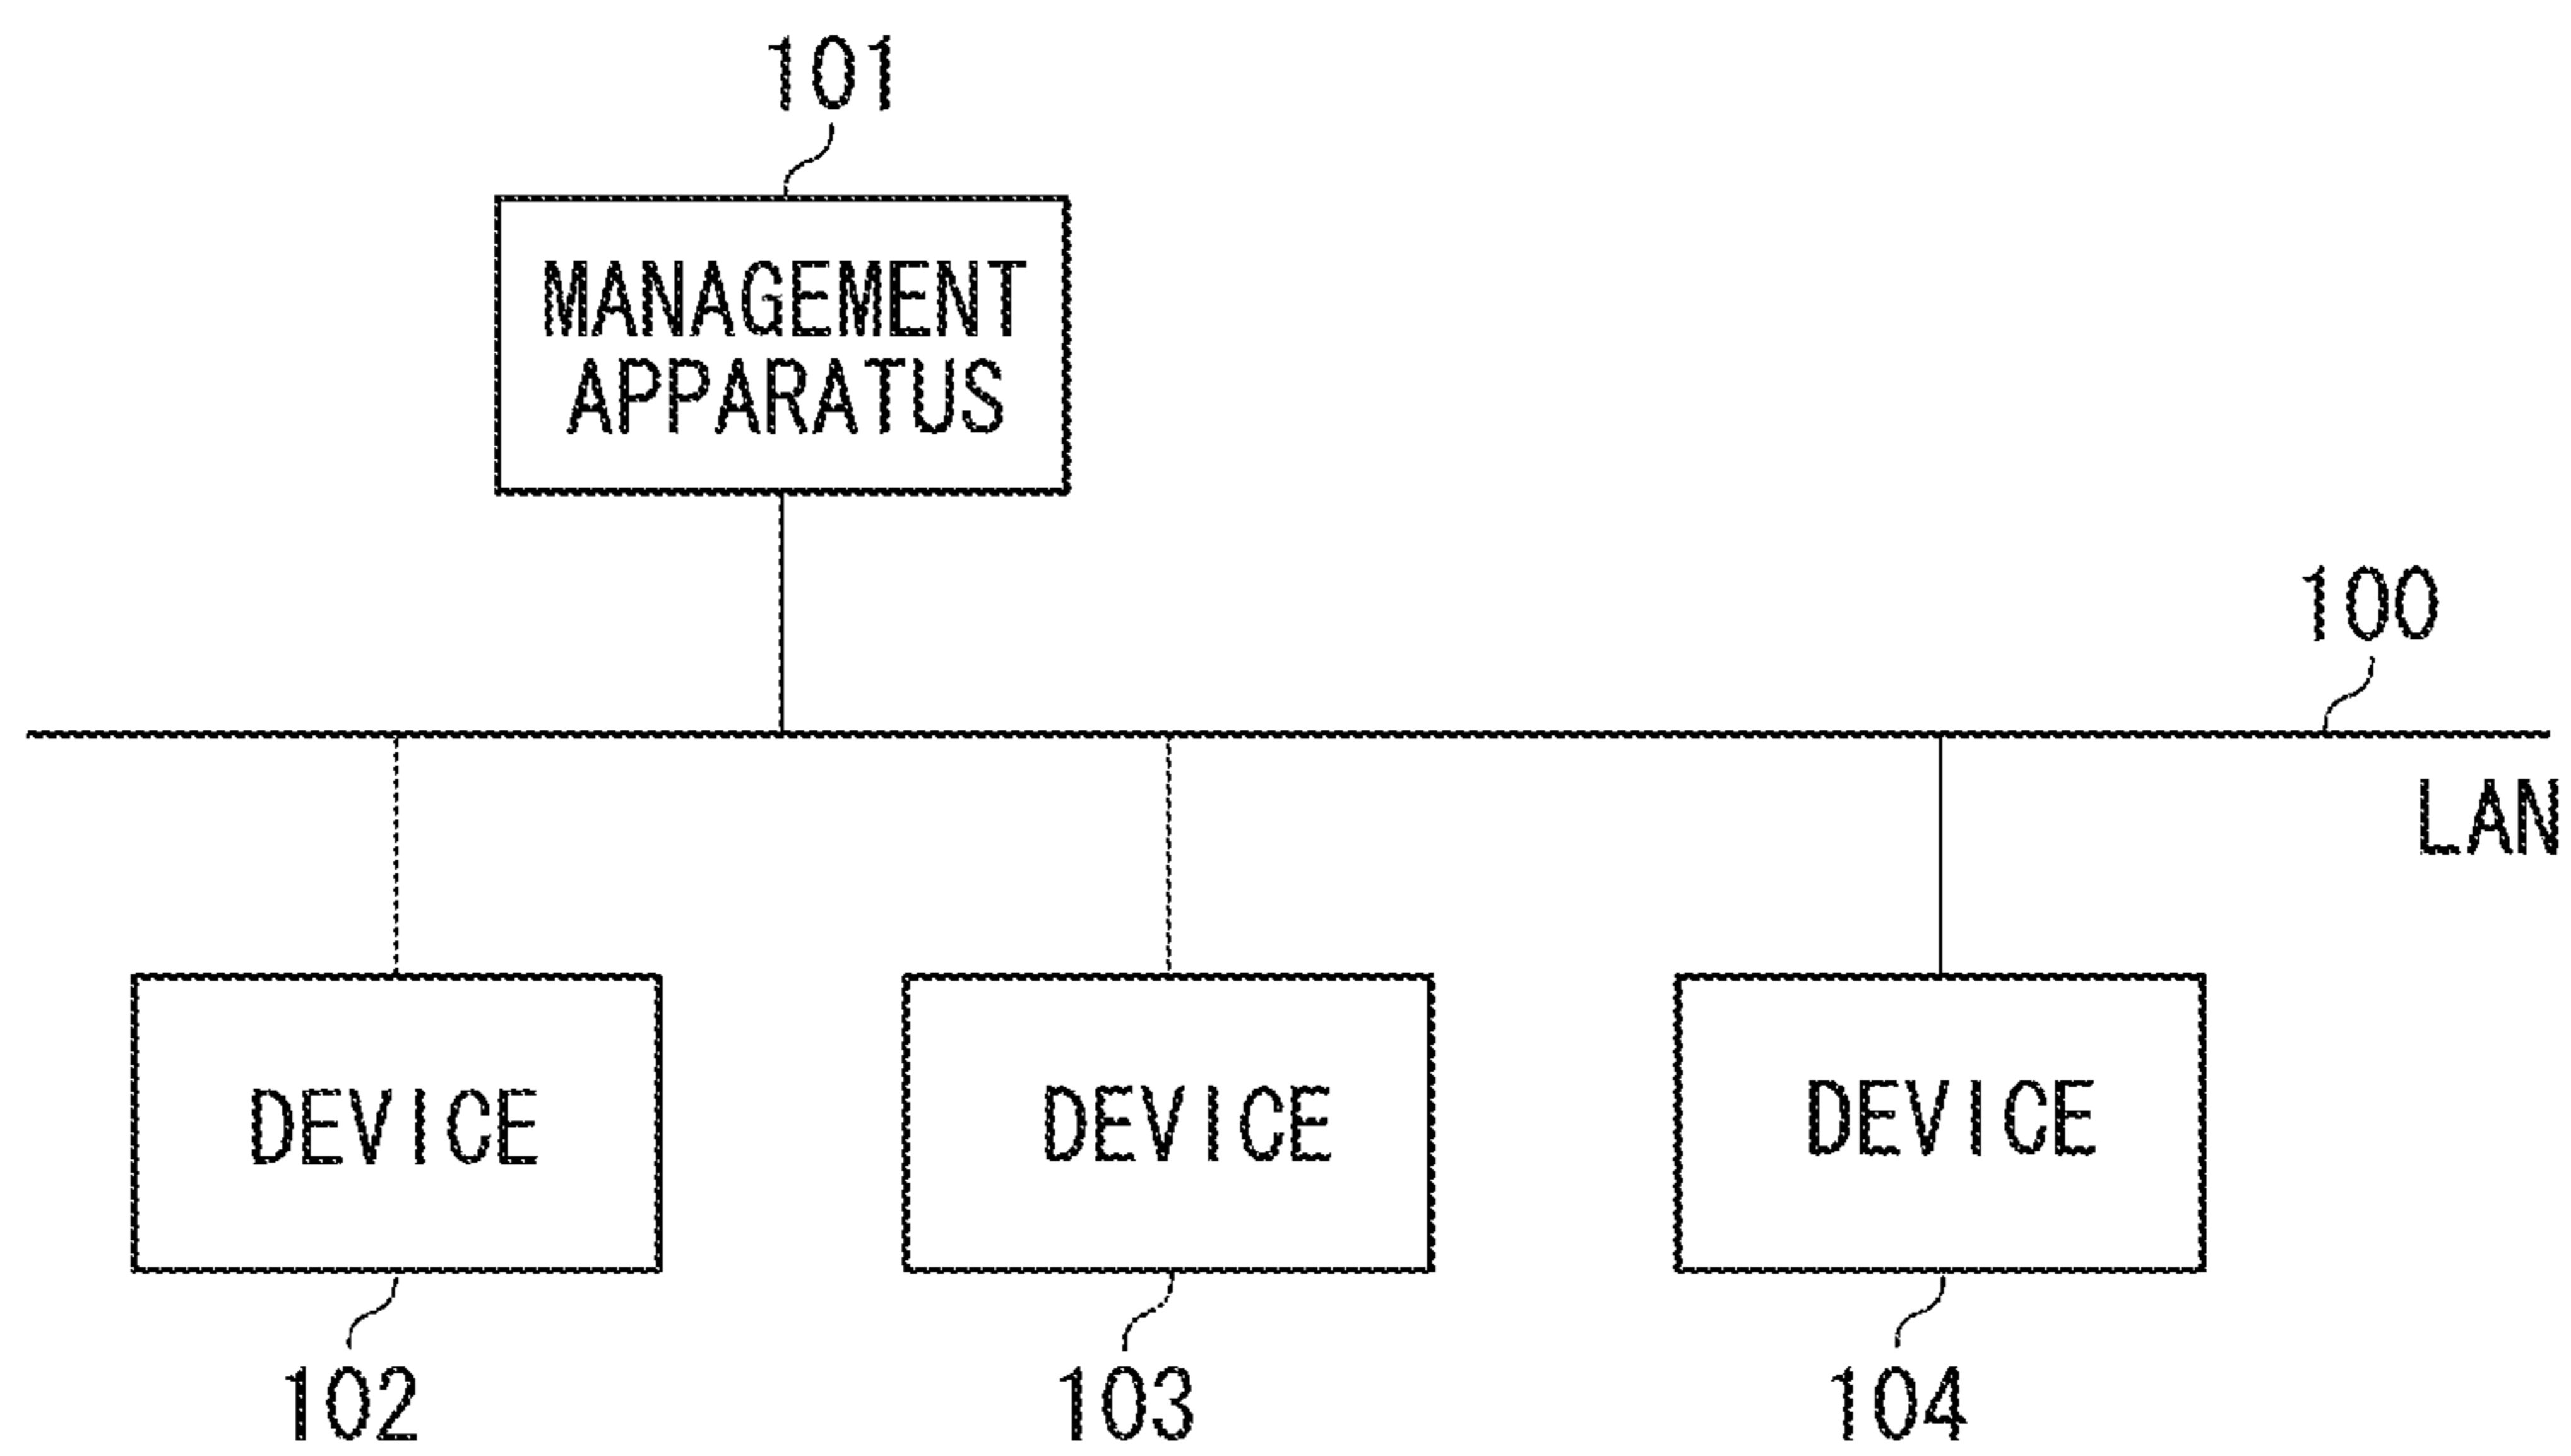 101
MANAGEMENT
APPARATUS
100
LAN
DEVICE
DEVICE
DEVICE
102
103
104